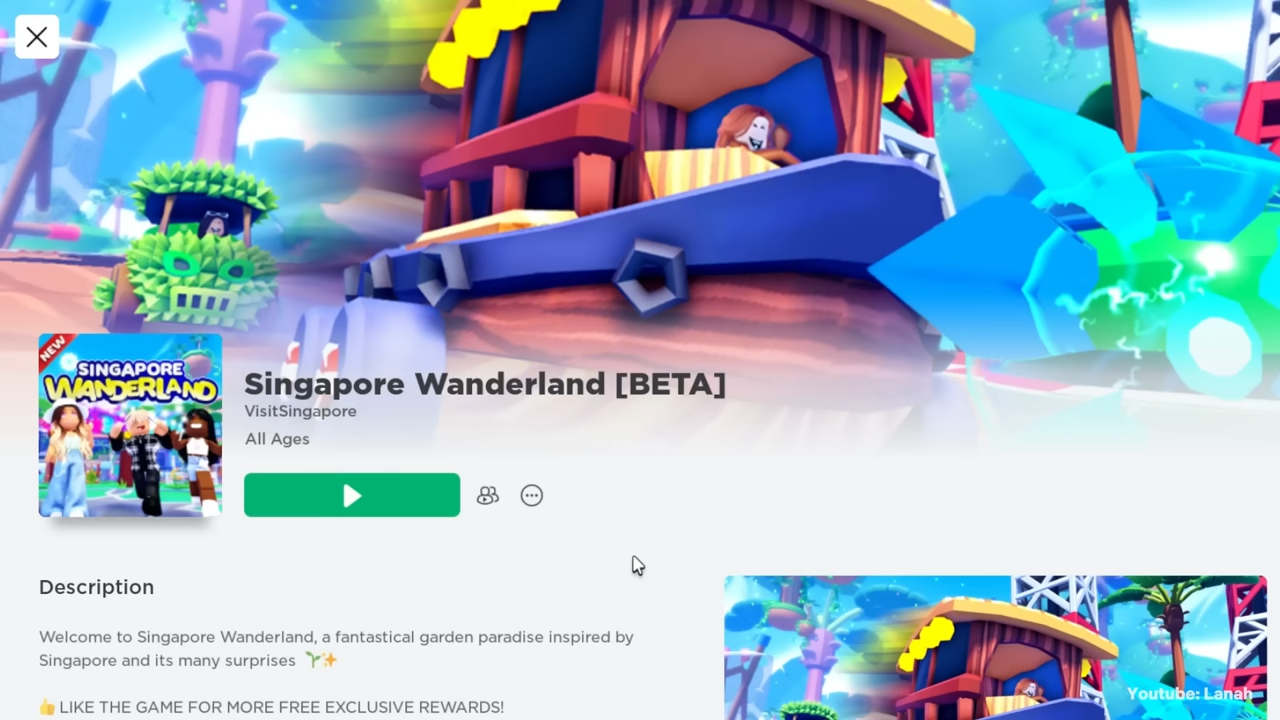 NEW
SINGAPORE
WANDERLAND
Singapore Wanderland [BETA]
VisitSingapore
All Ages
Description
Welcome to Singapore Wanderland, a fantastical garden paradise inspired by
Singapore and its many surprises 🌱✨
👍 LIKE THE GAME FOR MORE FREE EXCLUSIVE REWARDS!
Youtube: Lanah